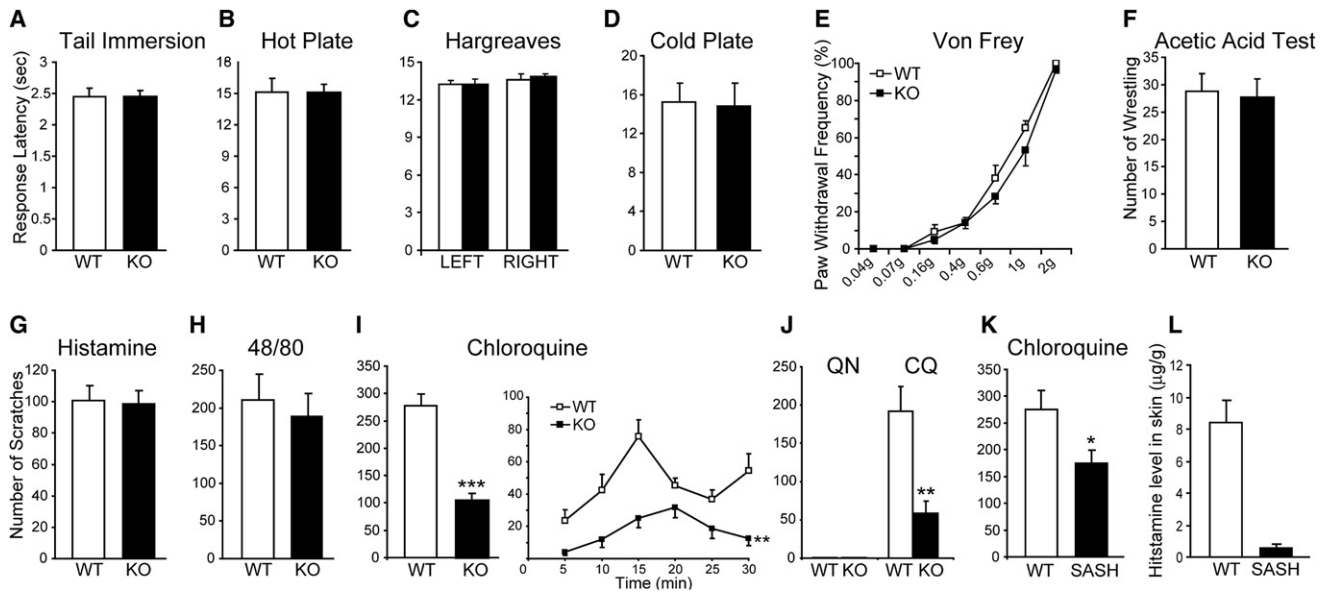 A
B
C
D
E
F
Tail Immersion
Hot Plate
Hargreaves
Cold Plate
Von Frey
Acetic Acid Test
Response Latency (sec)
3
2.5
2
1.5
1
0.5
0
WT KO
18
15
12
9
6
3
0
WT KO
15
12
9
6
3
0
LEFT RIGHT
20
16
12
8
4
0
WT KO
Paw Withdrawal Frequency (%)
100
80
60
40
20
0
WT
KO
0.04g 0.07g 0.16g 0.4g 0.6g 1g 2g
Number of Wrestling
35
30
25
20
15
10
5
0
WT KO
G
H
I
J
K
L
Histamine
48/80
Chloroquine
QN CQ
Chloroquine
Number of Scratches
120
100
80
60
40
20
0
WT KO
250
200
150
100
50
0
WT KO
350
300
250
200
150
100
50
0
***
WT KO
100
80
60
40
20
0
WT
KO
**
0 5 10 15 20 25 30
Time (min)
250
200
150
100
50
0
**
WT KO WT KO
350
300
250
200
150
100
50
0
*
WT SASH
Hitstamine level in skin (μg/g)
12
10
8
6
4
2
0
WT SASH